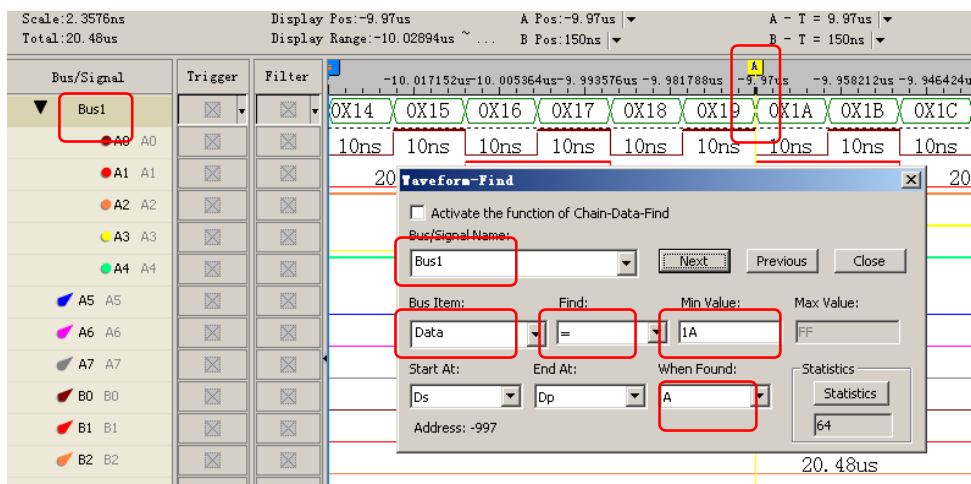 Scale:2.3576ns Display Pos:-9.97us A Pos:-9.97us A - T = 9.97us
Total:20.48us Display Range:-10.02894us ~ ... B Pos:150ns B - T = 150ns
A
Bus/Signal Trigger Filter -10.017152us -10.005364us -9.993576us -9.981788us -9.97us -9.958212us -9.946424u
Bus1 0X14 0X15 0X16 0X17 0X18 0X19 0X1A 0X1B 0X1C
A0 A0 10ns 10ns 10ns 10ns 10ns 10ns 10ns 10ns 10ns
A1 A1 20 20
A2 A2
A3 A3
A4 A4
A5 A5
A6 A6
A7 A7
B0 B0
B1 B1
B2 B2 20.48us
Waveform-Find
Activate the function of Chain-Data-Find
Bus/Signal Name:
Bus1 Next Previous Close
Bus Item: Find: Min Value: Max Value:
Data = 1A FF
Start At: End At: When Found: Statistics
Ds Dp A Statistics
Address: -997 64